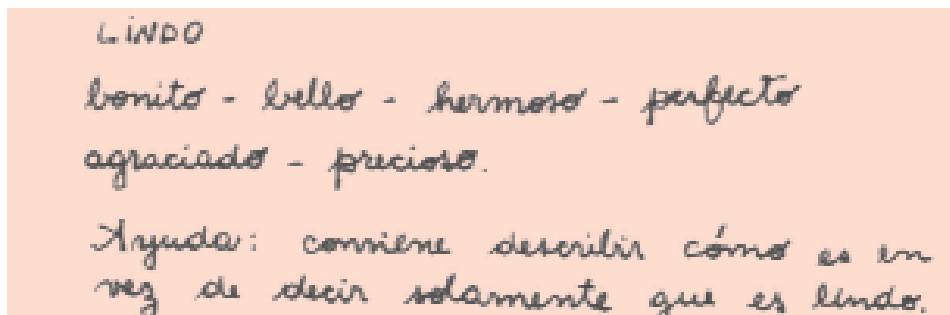 LINDO
bonito - bello - hermoso - perfecto
agraciado - precioso.
Ayuda: conviene describir cómo es en
vez de decir solamente que es lindo.